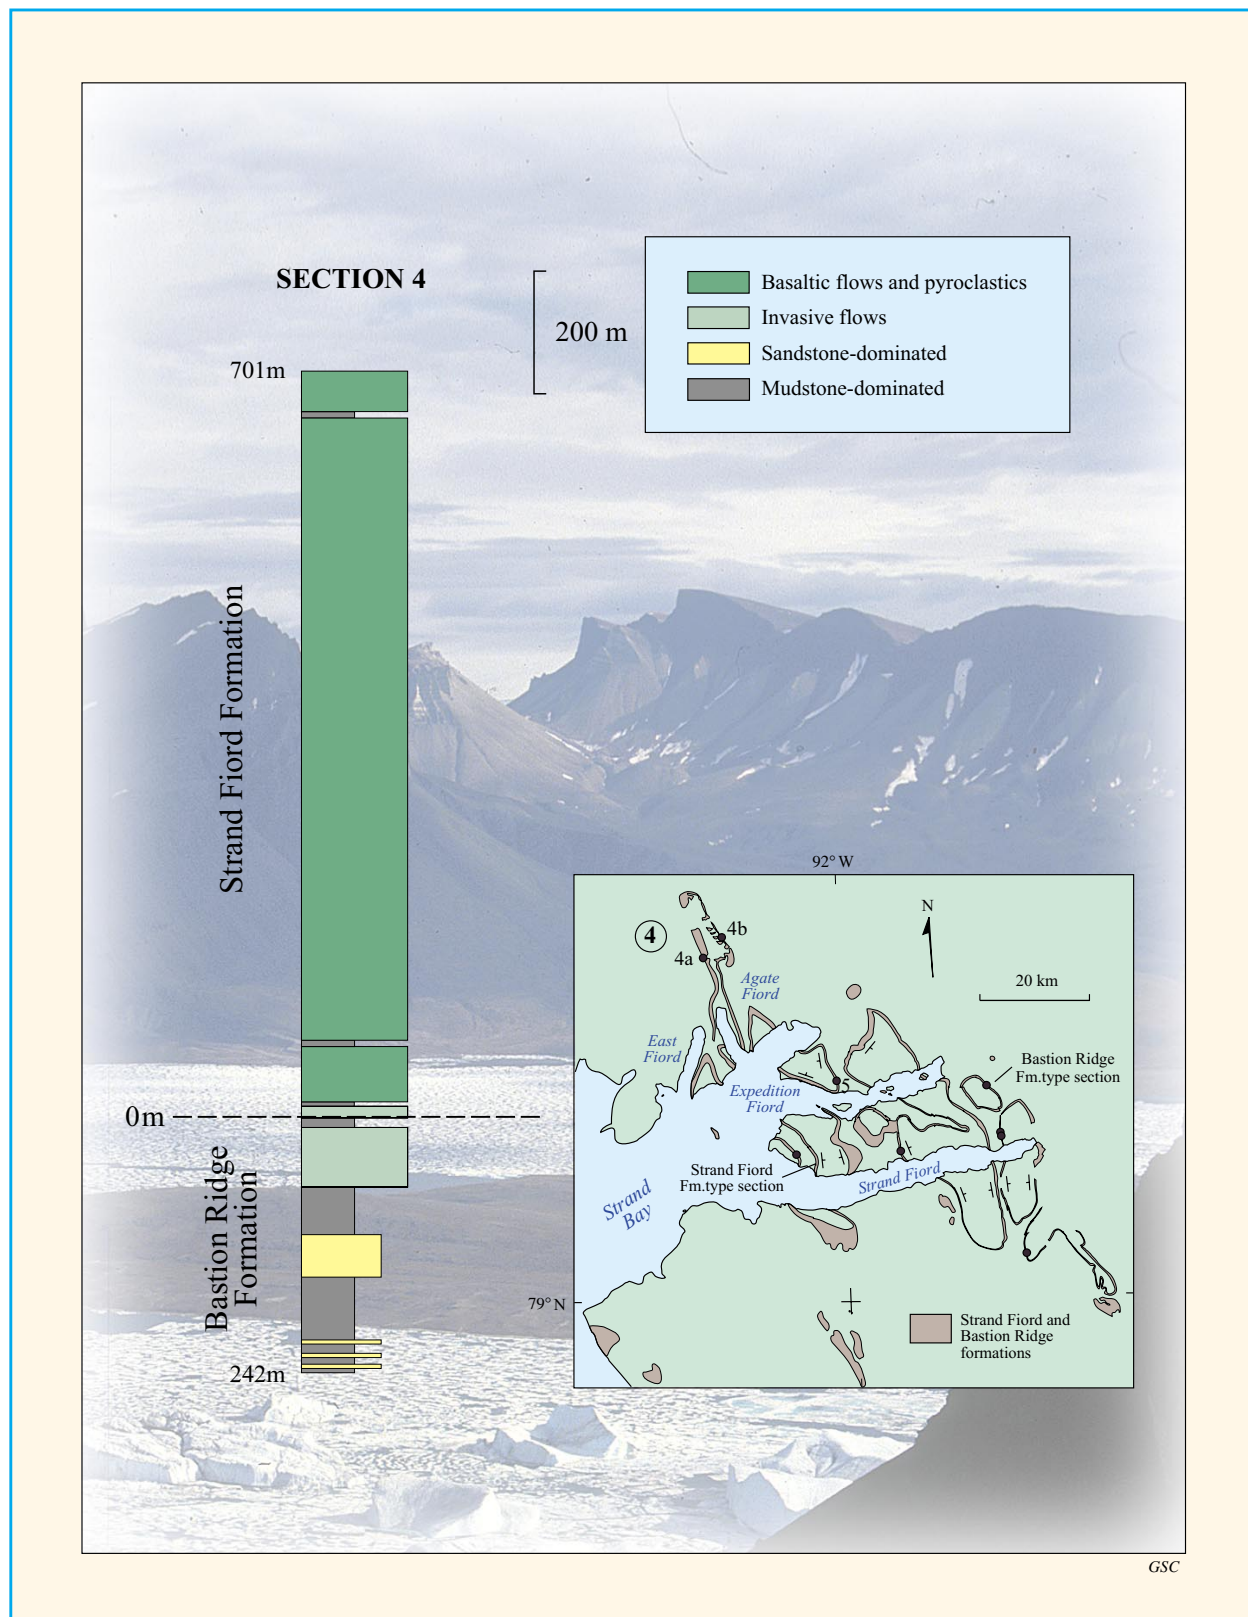 SECTION 4
200 m
Basaltic flows and pyroclastics
Invasive flows
Sandstone-dominated
Mudstone-dominated
701m
Strand Fiord Formation
0m
Bastion Ridge
Formation
242m
92° W
N
4
4b
4a
20 km
Agate
Fiord
East
Fiord
Bastion Ridge
Fm.type section
5
Expedition
Fiord
Strand Fiord
Fm.type section
Strand Fiord
Strand
Bay
79° N
Strand Fiord and
Bastion Ridge
formations
GSC